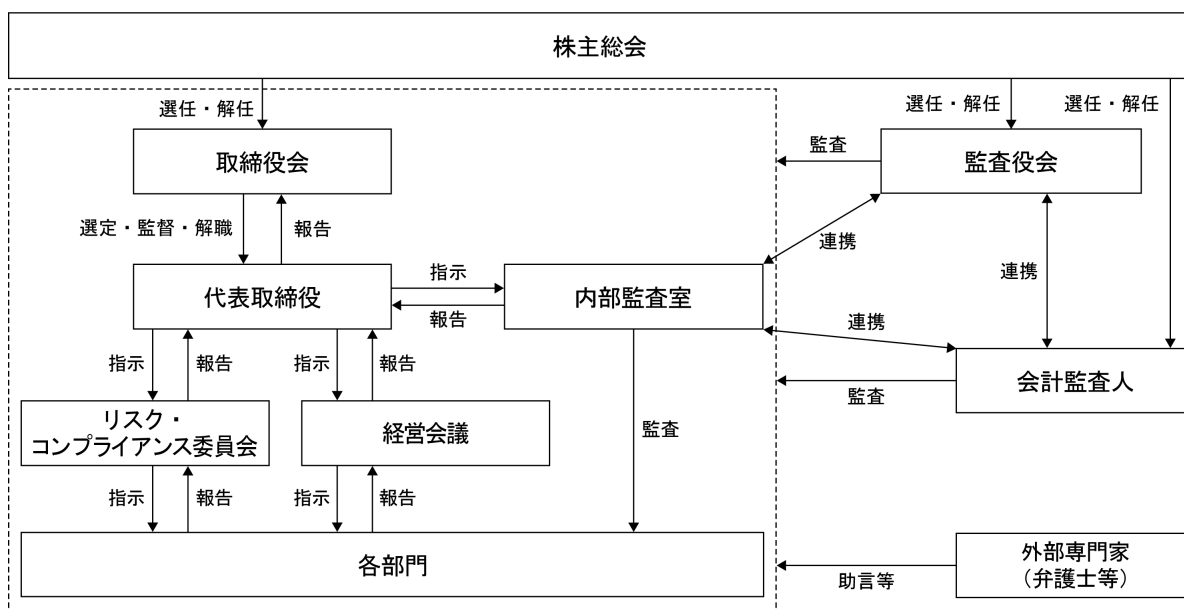 株主総会
選任・解任
選任・解任
選任・解任
取締役会
監査
監査役会
選定・監督・解職
報告
連携
連携
代表取締役
指示
報告
内部監査室
連携
指示
報告
指示
報告
会計監査人
監査
リスク・
コンプライアンス委員会
経営会議
監査
指示
報告
指示
報告
各部門
助言等
外部専門家
（弁護士等）